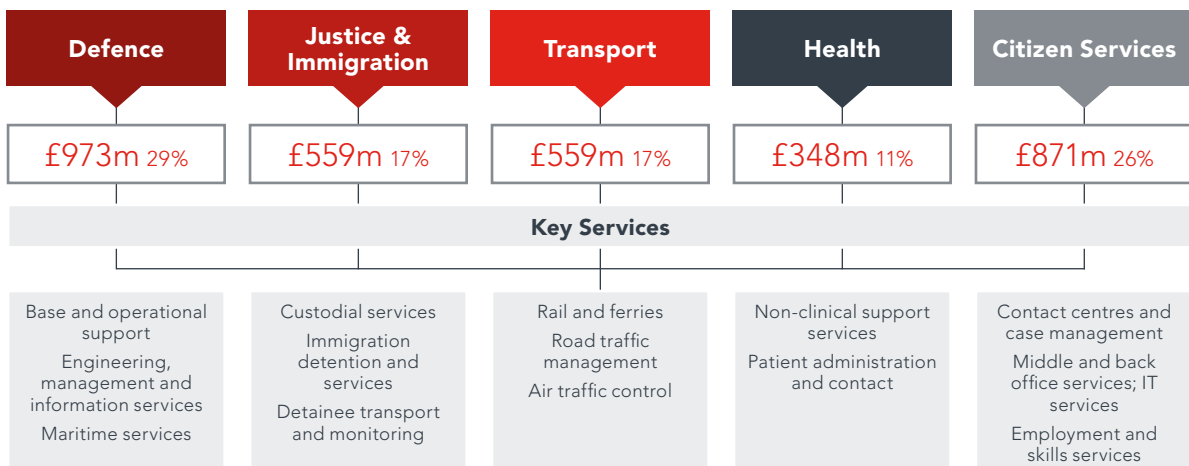 Defence
Justice &
Immigration
Transport
Health
Citizen Services
£973m 29%
£559m 17%
£559m 17%
£348m 11%
£871m 26%
Key Services
Base and operational
support
Engineering,
management and
information services
Maritime services
Custodial services
Immigration
detention and
services
Detainee transport
and monitoring
Rail and ferries
Road traffic
management
Air traffic control
Non-clinical support
services
Patient administration
and contact
Contact centres and
case management
Middle and back
office services; IT
services
Employment and
skills services